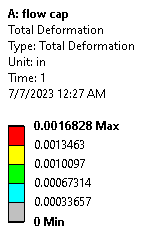 A: flow cap
Total Deformation
Type: Total Deformation
Unit: in
Time: 1
7/7/2023 12:27 AM
0.0016828 Max
0.0013463
0.0010097
0.00067314
0.00033657
0 Min